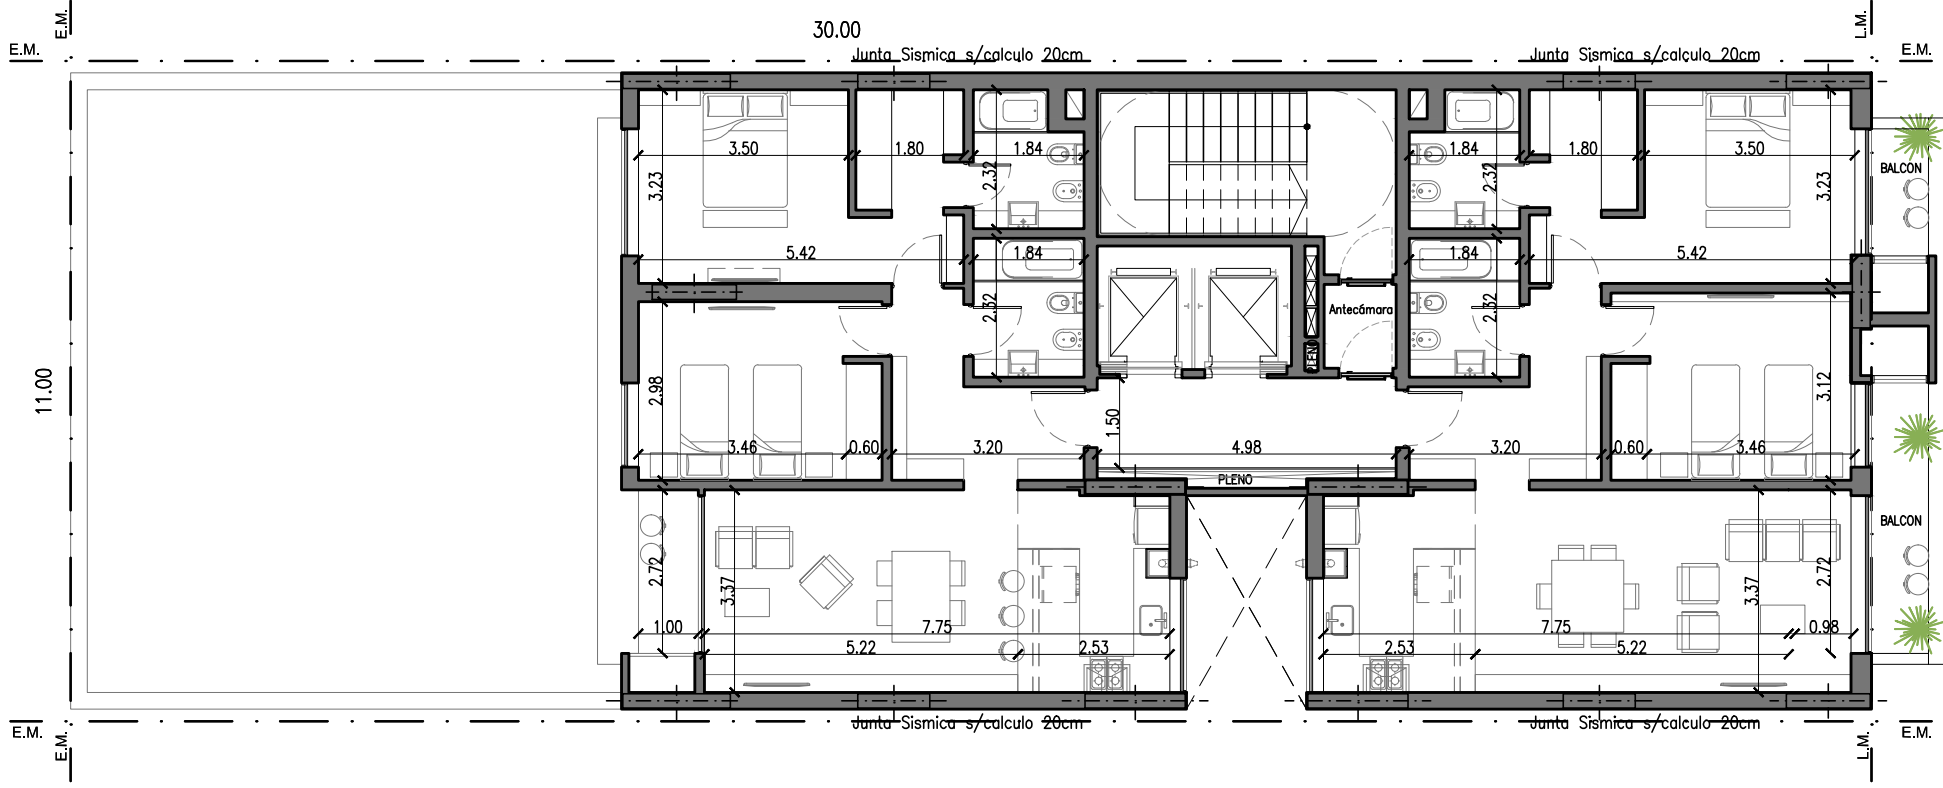 E.M.
L.M.
30.00
E.M.
Junta Sismica s/calculo 20cm
Junta Sismica s/calculo 20cm
E.M.
3.50
1.80
1.84
1.84
1.80
3.50
BALCON
3.23
2.32
2.32
3.23
5.42
1.84
1.84
5.42
2.32
Antecámara
2.32
PLENO
11.00
2.98
3.12
1.50
3.46
0.60
3.20
4.98
3.20
0.60
3.46
PLENO
BALCON
2.72
3.37
3.37
2.72
1.00
7.75
7.75
0.98
5.22
2.53
2.53
5.22
Junta Sismica s/calculo 20cm
Junta Sismica s/calculo 20cm
E.M.
E.M.
E.M.
L.M.